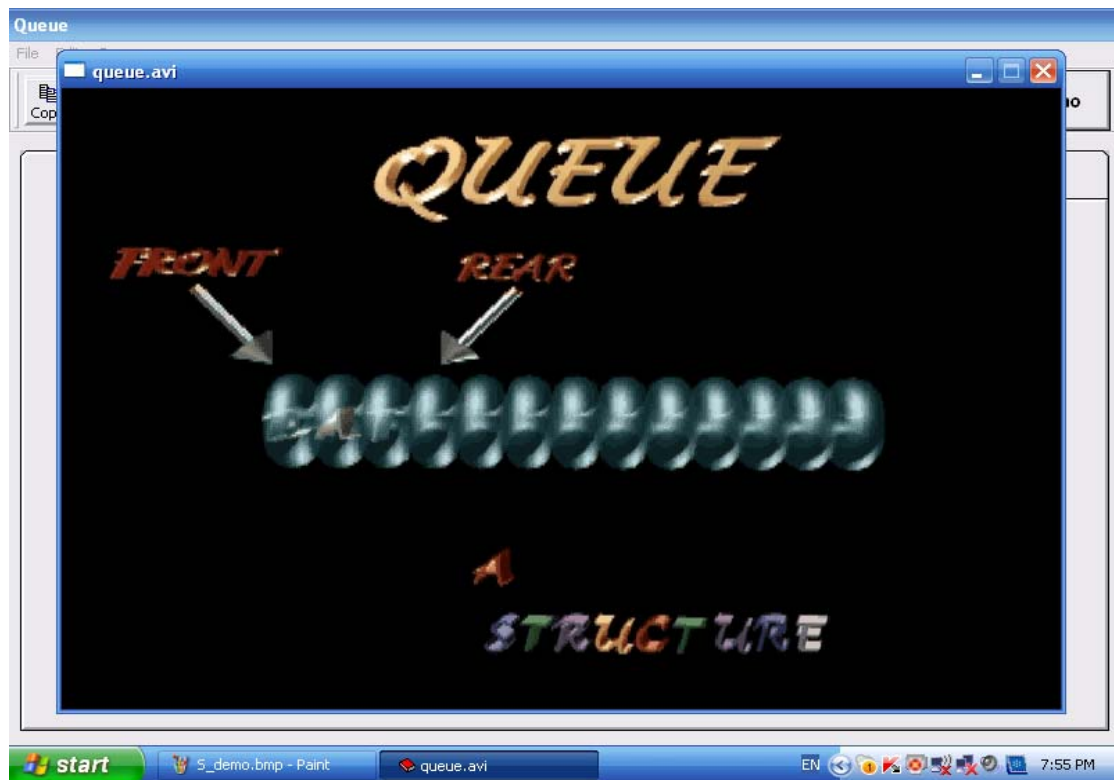 Queue
File
queue.avi
Cop
QUEUE
FRONT
REAR
DAT
A
STRUCTURE
start
S_demo.bmp - Paint
queue.avi
EN
7:55 PM